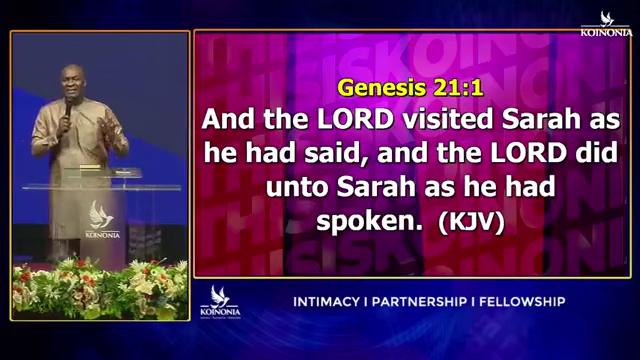 KOINONIA
Genesis 21:1
And the LORD visited Sarah as
he had said, and the LORD did
unto Sarah as he had
spoken. (KJV)
KOINONIA
KOINONIA
INTIMACY I PARTNERSHIP I FELLOWSHIP